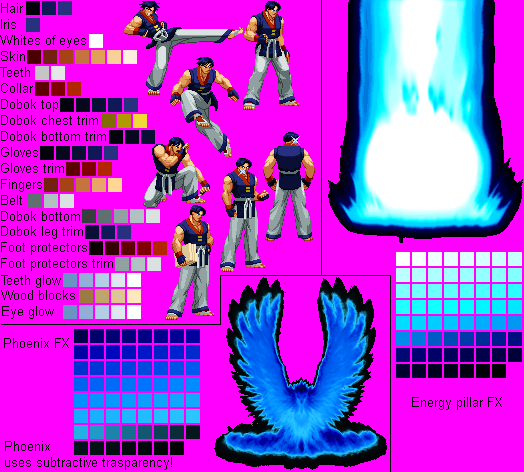 Hair
Iris
Whites of eyes
Skin
Teeth
Collar
Dobok top
Dobok chest trim
Dobok bottom trim
Gloves
Gloves trim
Fingers
Belt
Dobok bottom
Dobok leg trim
Foot protectors
Foot protectors trim
Teeth glow
Wood blocks
Eye glow
Phoenix FX
Phoenix
uses subtractive trasparency!
Energy pillar FX